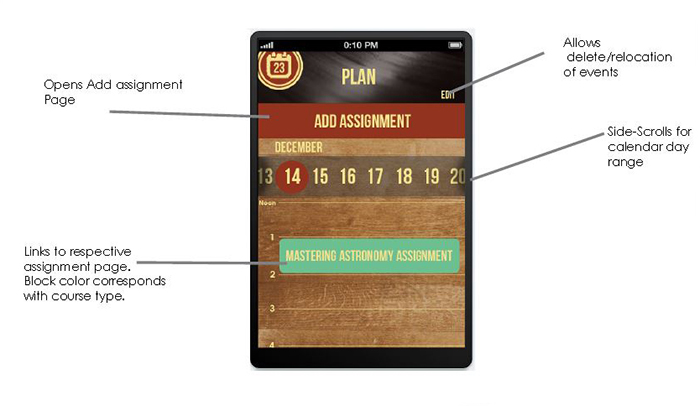 Allows
delete/relocation
of events
0:10 PM
23
PLAN
EDIT
Opens Add assignment
Page
ADD ASSIGNMENT
DECEMBER
13 14 15 16 17 18 19 20
Side-Scrolls for
calendar day
range
Noon
1
Links to respective
assignment page.
Block color corresponds
with course type.
MASTERING ASTRONOMY ASSIGNMENT
2
3
4